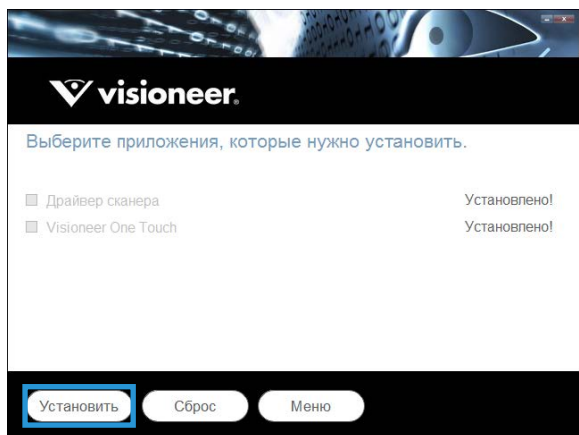 visioneer®
Выберите приложения, которые нужно установить.
Драйвер сканера Установлено!
Visioneer One Touch Установлено!
Установить Сброс Меню